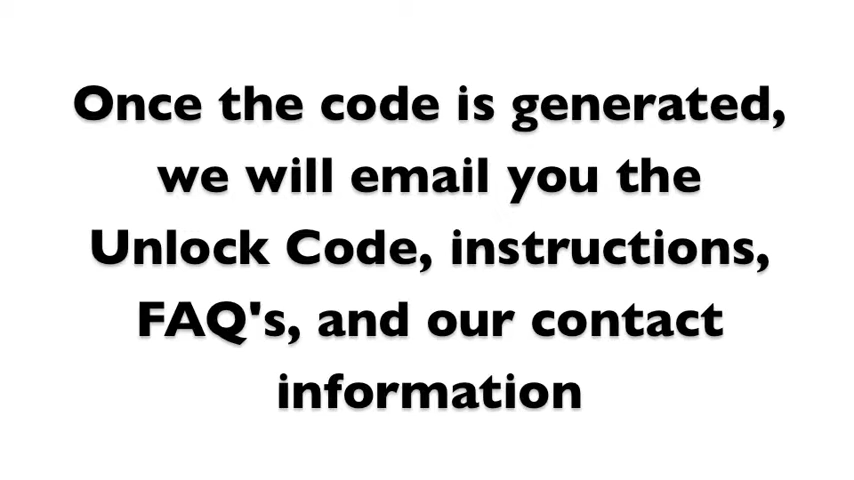 Once the code is generated,
we will email you the
Unlock Code, instructions,
FAQ's, and our contact
information